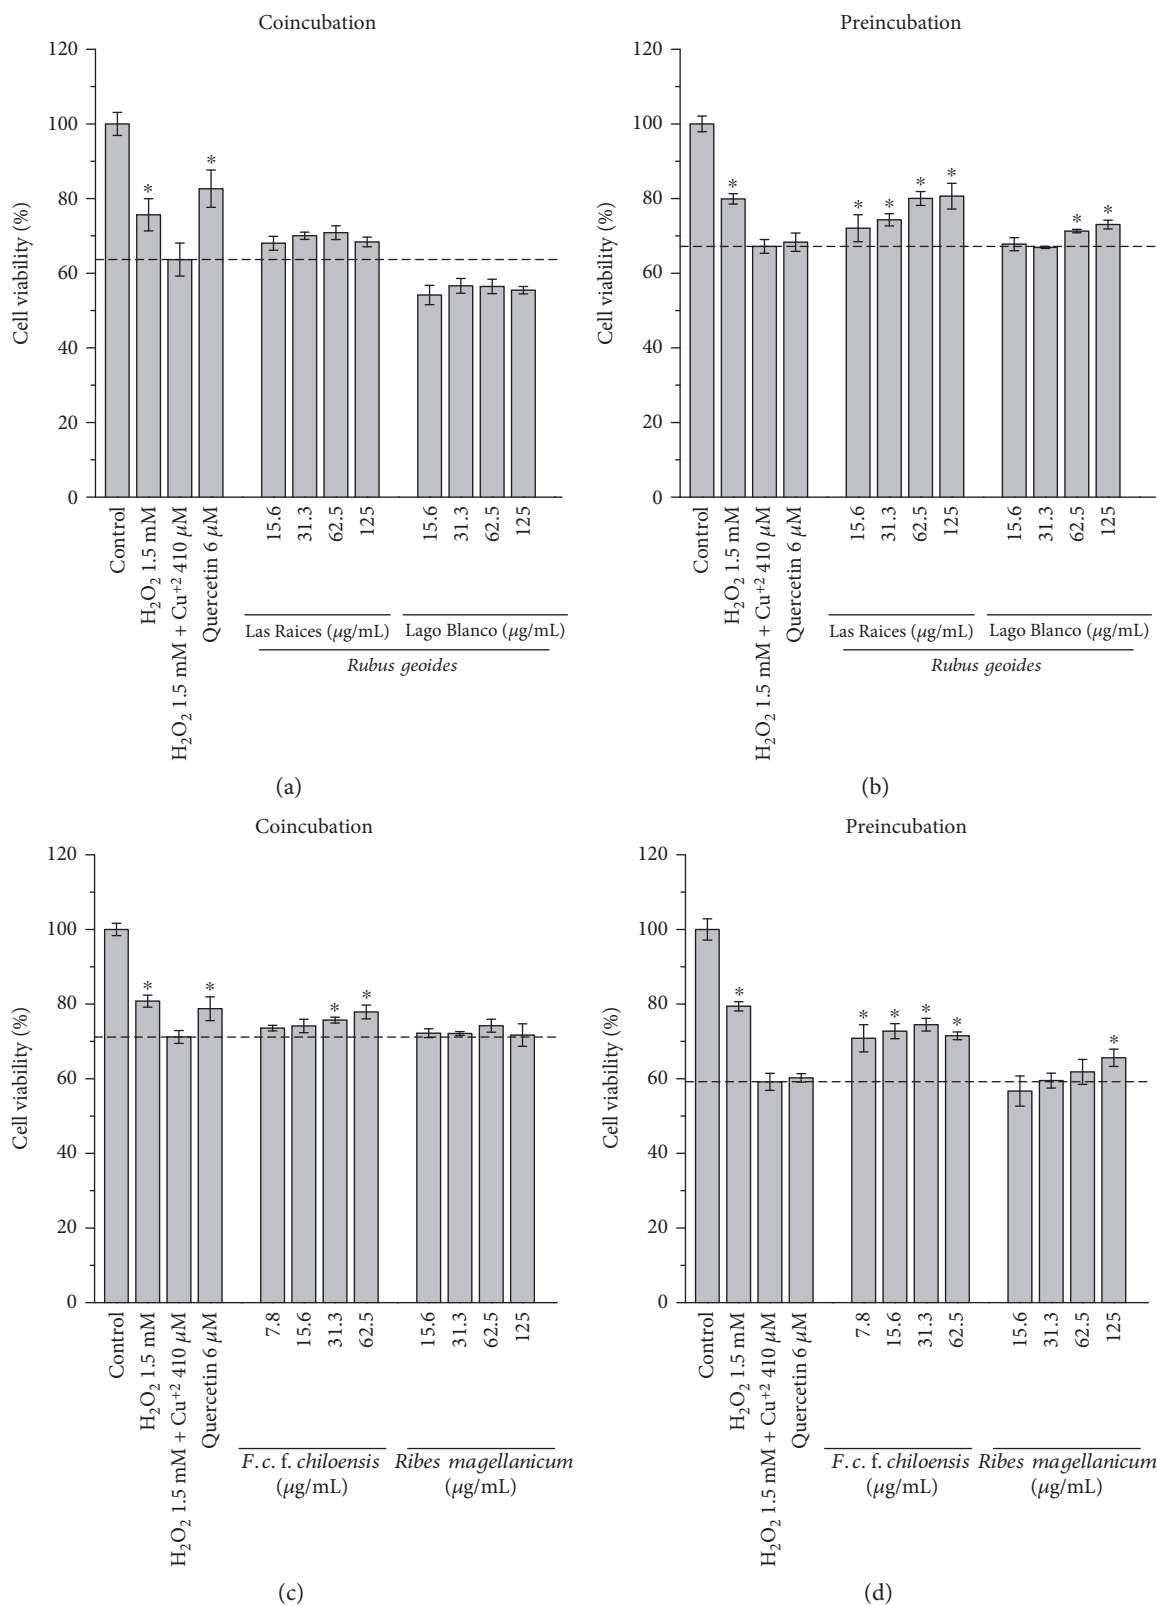 Coincubation
120
100
80
60
40
20
0
Cell viability (%)
*
*
Control
H₂O₂ 1.5 mM
H₂O₂ 1.5 mM + Cu⁺² 410 μM
Quercetin 6 μM
15.6
31.3
62.5
125
15.6
31.3
62.5
125
Las Raices (μg/mL)
Lago Blanco (μg/mL)
Rubus geoides
(a)
Preincubation
120
100
80
60
40
20
0
Cell viability (%)
*
*
*
*
*
*
*
Control
H₂O₂ 1.5 mM
H₂O₂ 1.5 mM + Cu⁺² 410 μM
Quercetin 6 μM
15.6
31.3
62.5
125
15.6
31.3
62.5
125
Las Raices (μg/mL)
Lago Blanco (μg/mL)
Rubus geoides
(b)
Coincubation
120
100
80
60
40
20
0
Cell viability (%)
*
*
*
*
Control
H₂O₂ 1.5 mM
H₂O₂ 1.5 mM + Cu⁺² 410 μM
Quercetin 6 μM
7.8
15.6
31.3
62.5
15.6
31.3
62.5
125
F. c. f. chiloensis
(μg/mL)
Ribes magellanicum
(μg/mL)
(c)
Preincubation
120
100
80
60
40
20
0
Cell viability (%)
*
*
*
*
*
*
Control
H₂O₂ 1.5 mM
H₂O₂ 1.5 mM + Cu⁺² 410 μM
Quercetin 6 μM
7.8
15.6
31.3
62.5
15.6
31.3
62.5
125
F. c. f. chiloensis
(μg/mL)
Ribes magellanicum
(μg/mL)
(d)